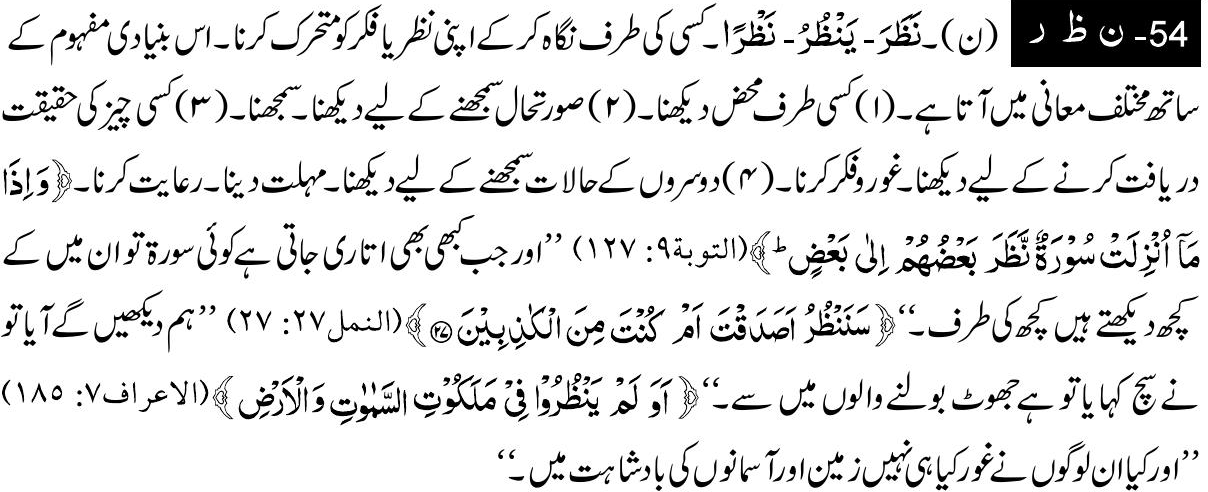 54- ن ظ ر (ن)۔ نَظَرَ۔ یَنْظُرُ۔ نَظْرًا۔ کسی کی طرف نگاہ کرکے اپنی نظر یا فکر کو متحرک کرنا۔ اس بنیادی مفہوم کے
ساتھ مختلف معانی میں آتا ہے۔ (۱) کسی طرف محض دیکھنا۔ (۲) صورتحال سمجھنے کے لیے دیکھنا۔ سمجھنا۔ (۳) کسی چیز کی حقیقت
دریافت کرنے کے لیے دیکھنا۔ غور و فکر کرنا۔ (۴) دوسروں کے حالات سمجھنے کے لیے دیکھنا۔ مہلت دینا۔ رعایت کرنا۔ ﴿وَاِذَا
مَآ اُنْزِلَتْ سُوْرَۃٌ نَّظَرَ بَعْضُھُمْ اِلٰی بَعْضٍ ؕ﴾ (التوبة۹: ۱۲۷) ’’اور جب کبھی بھی اتاری جاتی ہے کوئی سورۃ تو ان میں کے
کچھ دیکھتے ہیں کچھ کی طرف۔‘‘ ﴿سَنَنْظُرُ اَصَدَقْتَ اَمْ کُنْتَ مِنَ الْکٰذِبِیْنَ ﴿۲۷﴾﴾ (النمل۲۷: ۲۷) ’’ہم دیکھیں گے آیا تو
نے سچ کہا یا تو ہے جھوٹ بولنے والوں میں سے۔‘‘ ﴿اَوَ لَمْ یَنْظُرُوْا فِیْ مَلَکُوْتِ السَّمٰوٰتِ وَالْاَرْضِ﴾ (الاعراف۷: ۱۸۵)
’’اور کیا ان لوگوں نے غور کیا ہی نہیں زمین اور آسمانوں کی بادشاہت میں۔‘‘